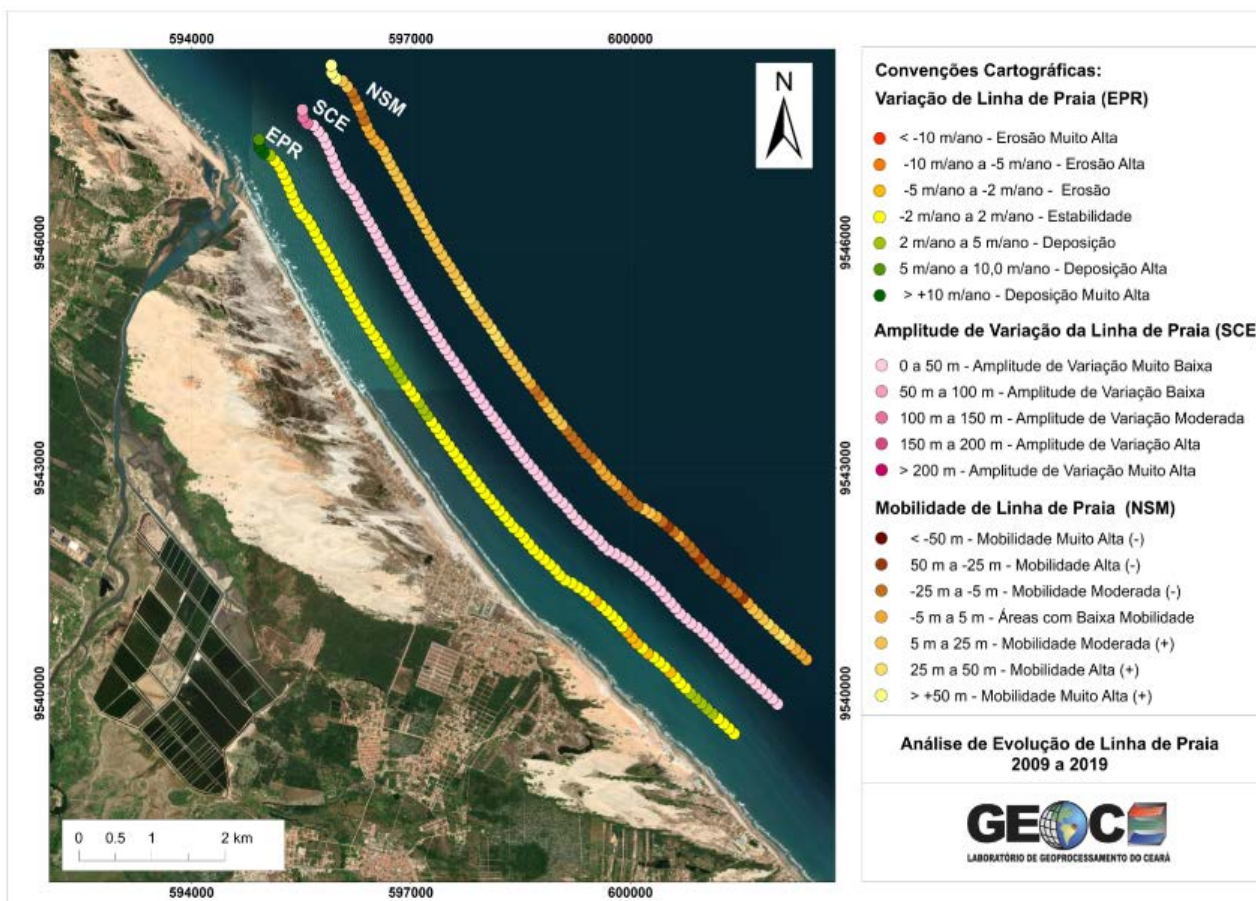 594000 597000 600000
9546000
9543000
9540000
NSM
SCE
EPR
N
9546000
9543000
9540000
0 0.5 1 2 km
594000 597000 600000
Convenções Cartográficas:
Variação de Linha de Praia (EPR)
< -10 m/ano - Erosão Muito Alta
-10 m/ano a -5 m/ano - Erosão Alta
-5 m/ano a -2 m/ano - Erosão
-2 m/ano a 2 m/ano - Estabilidade
2 m/ano a 5 m/ano - Deposição
5 m/ano a 10,0 m/ano - Deposição Alta
> +10 m/ano - Deposição Muito Alta
Amplitude de Variação da Linha de Praia (SCE
0 a 50 m - Amplitude de Variação Muito Baixa
50 m a 100 m - Amplitude de Variação Baixa
100 m a 150 m - Amplitude de Variação Moderada
150 m a 200 m - Amplitude de Variação Alta
> 200 m - Amplitude de Variação Muito Alta
Mobilidade de Linha de Praia (NSM)
< -50 m - Mobilidade Muito Alta (-)
50 m a -25 m - Mobilidade Alta (-)
-25 m a -5 m - Mobilidade Moderada (-)
-5 m a 5 m - Áreas com Baixa Mobilidade
5 m a 25 m - Mobilidade Moderada (+)
25 m a 50 m - Mobilidade Alta (+)
> +50 m - Mobilidade Muito Alta (+)
Análise de Evolução de Linha de Praia
2009 a 2019
GEOCE
LABORATÓRIO DE GEOPROCESSAMENTO DO CEARÁ